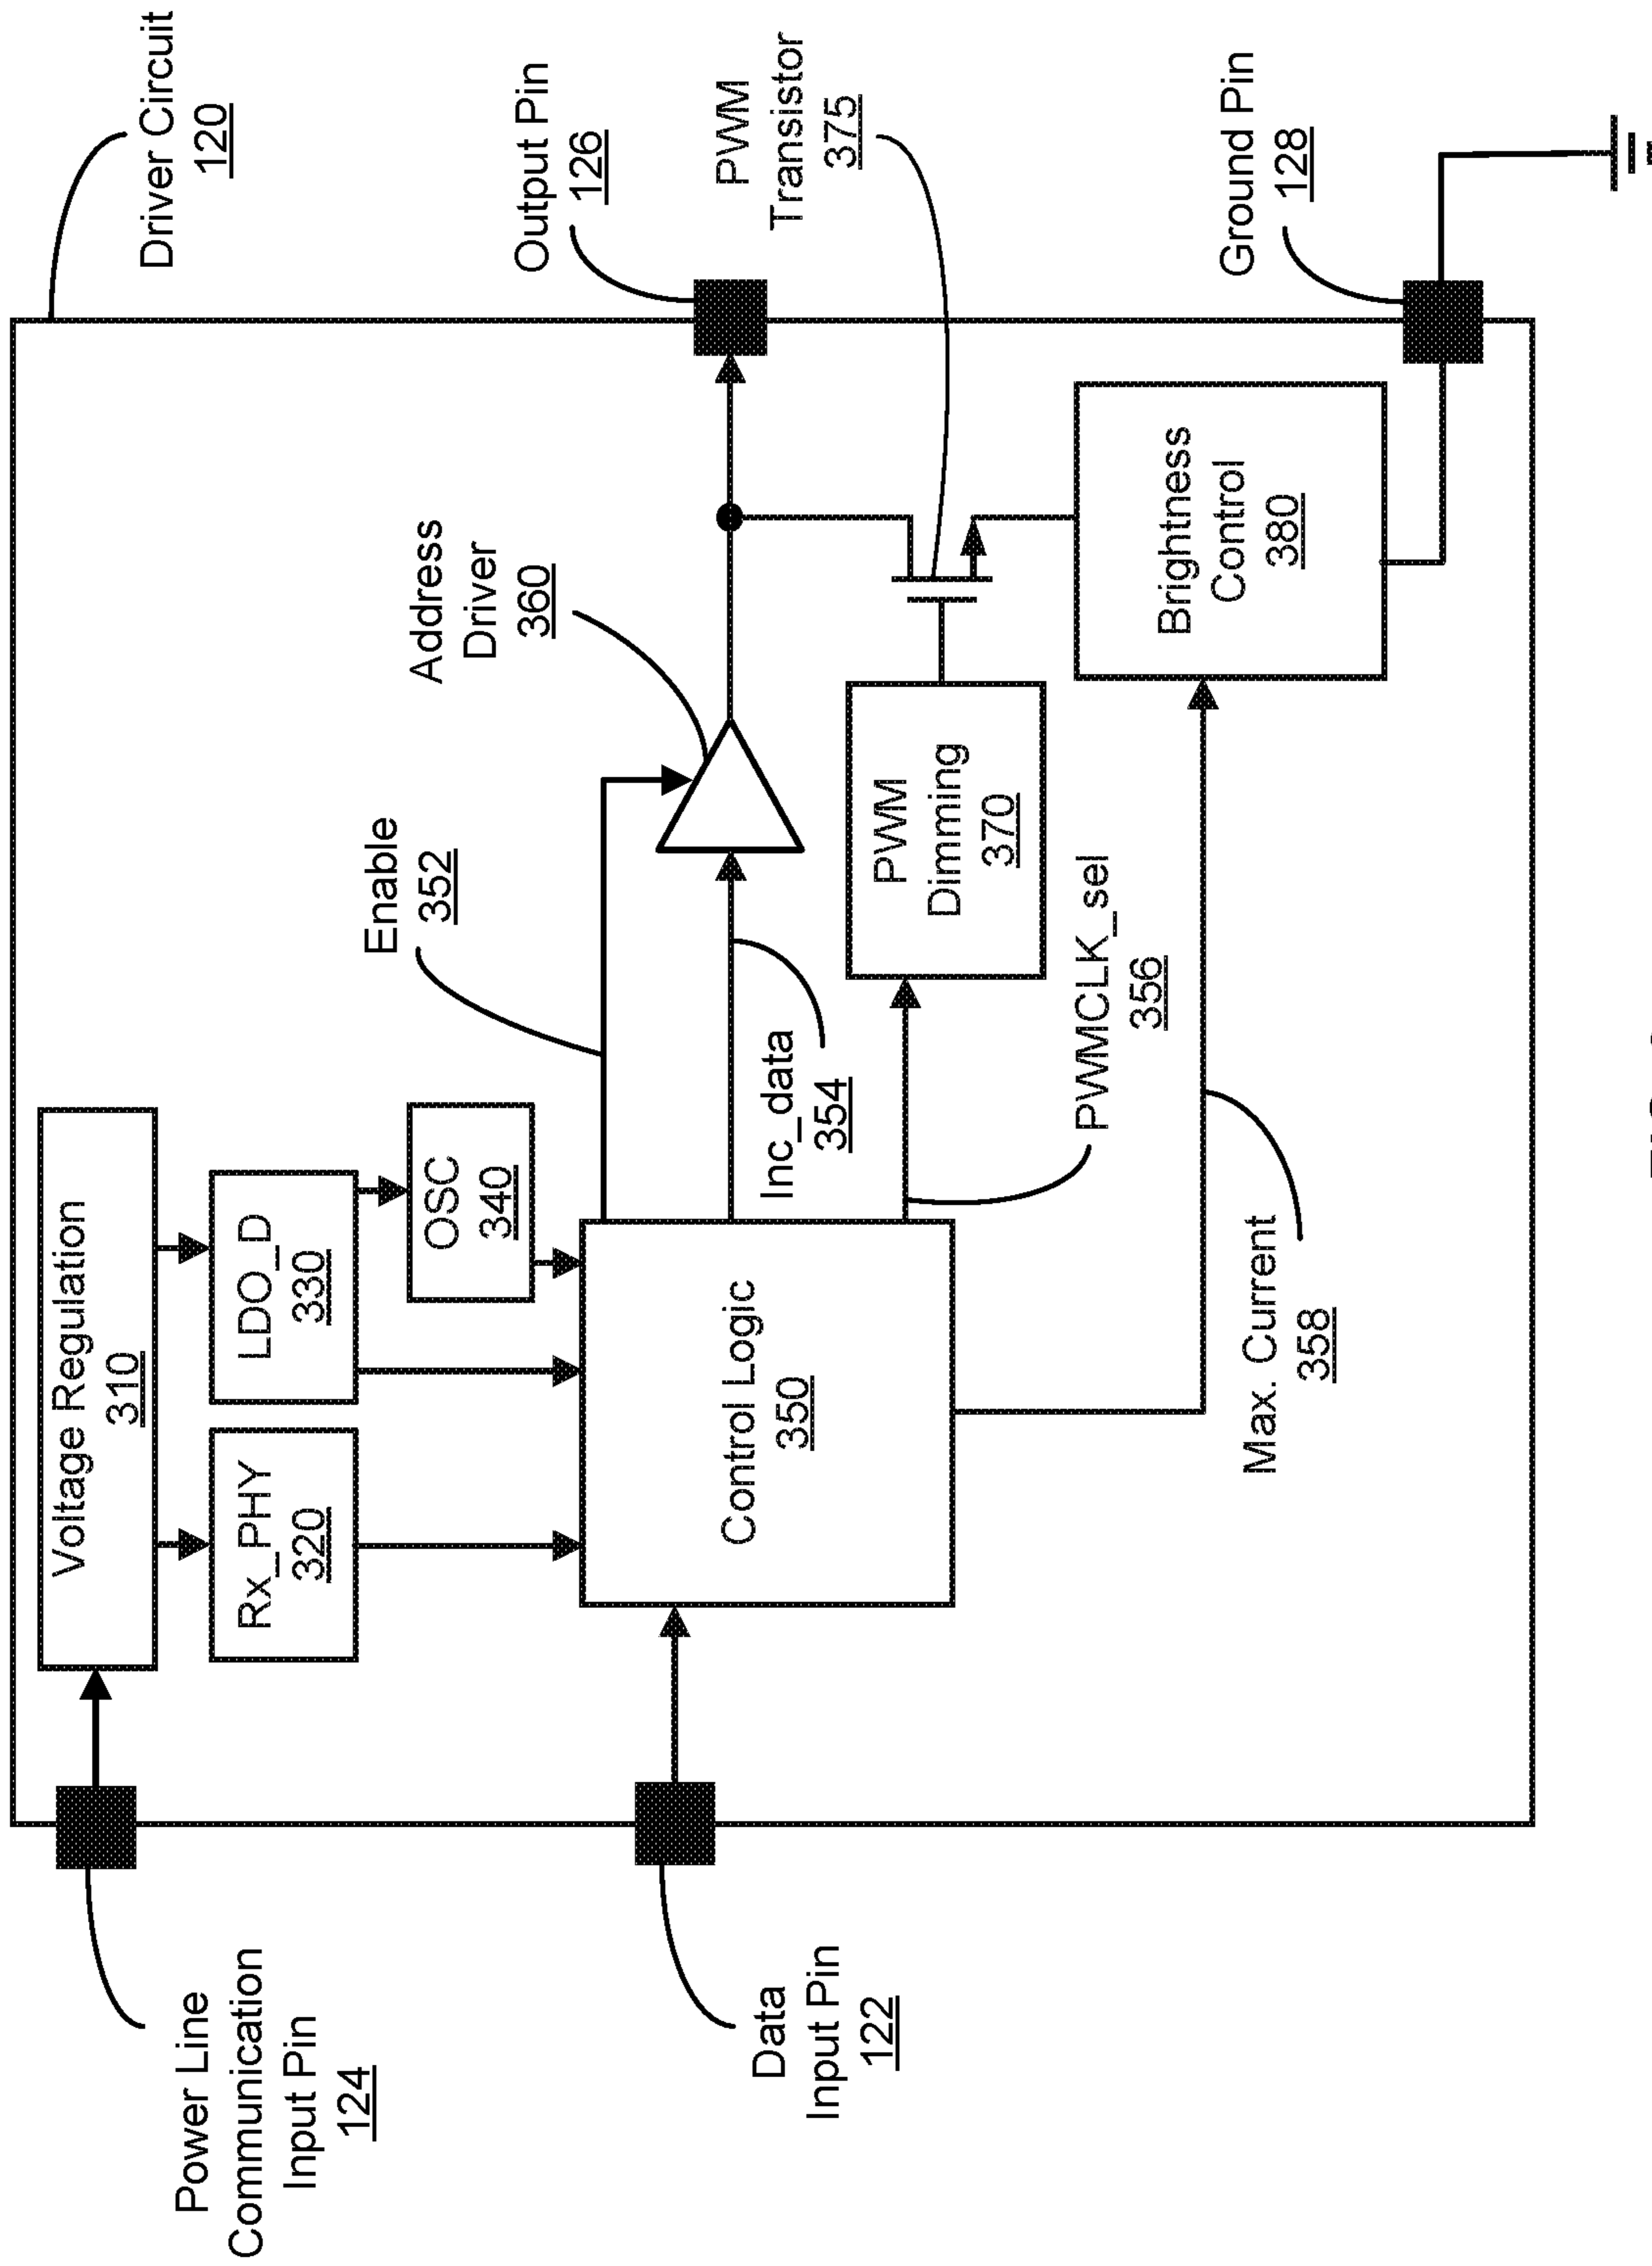 Driver Circuit
120
Power Line
Communication
Input Pin
124
Voltage Regulation
310
Rx_PHY
320
LDO_D
330
OSC
340
Enable
352
Address
Driver
360
Output Pin
126
Data
Input Pin
122
Control Logic
350
Inc_data
354
PWM
Transistor
375
PWM
Dimming
370
PWMCLK_sel
356
Brightness
Control
380
Max. Current
358
Ground Pin
128